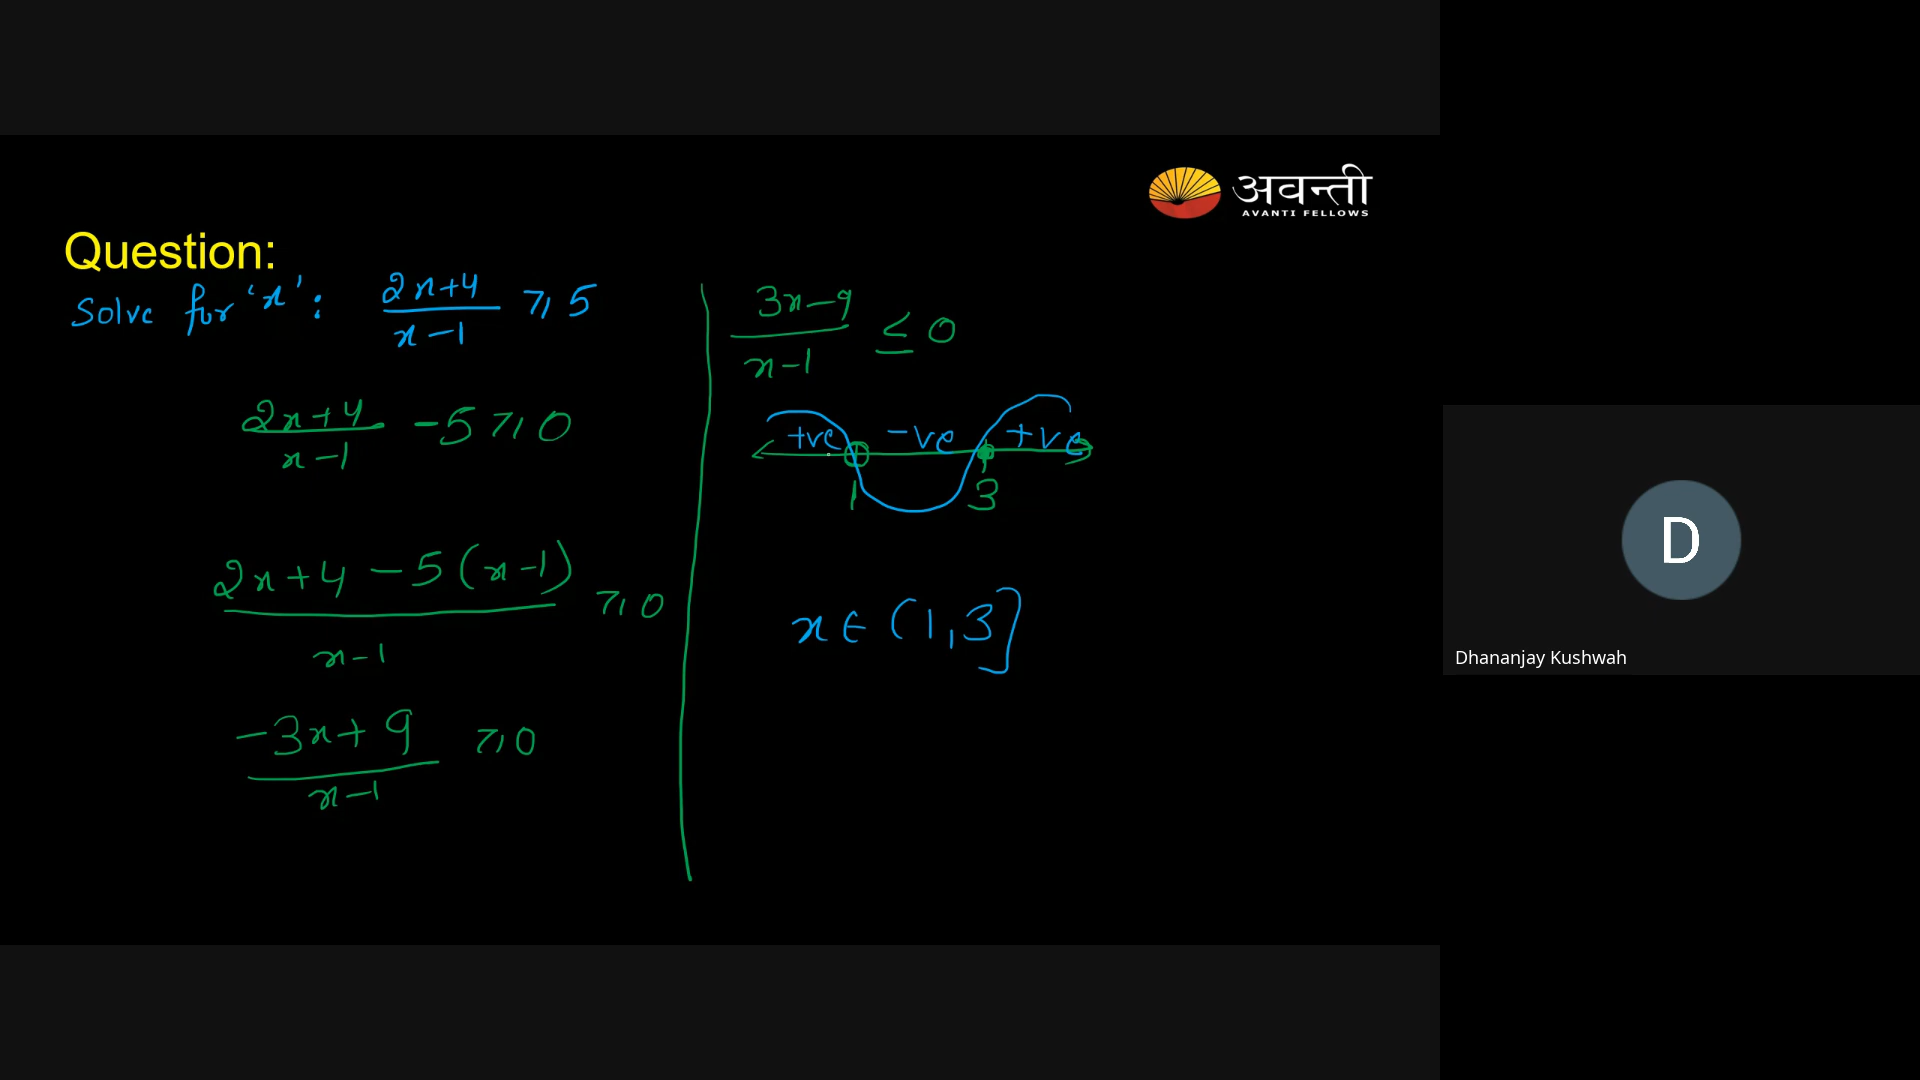 अवन्ती
AVANTI FELLOWS
Question:
Solve for 'x': (2x+4)/(x-1) ≥ 5
(2x+4)/(x-1) - 5 ≥ 0
(2x+4 - 5(x-1))/(x-1) ≥ 0
(-3x+9)/(x-1) ≥ 0
(3x-9)/(x-1) ≤ 0
+ve -ve +ve
1 3
x ∈ (1,3]
D
Dhananjay Kushwah